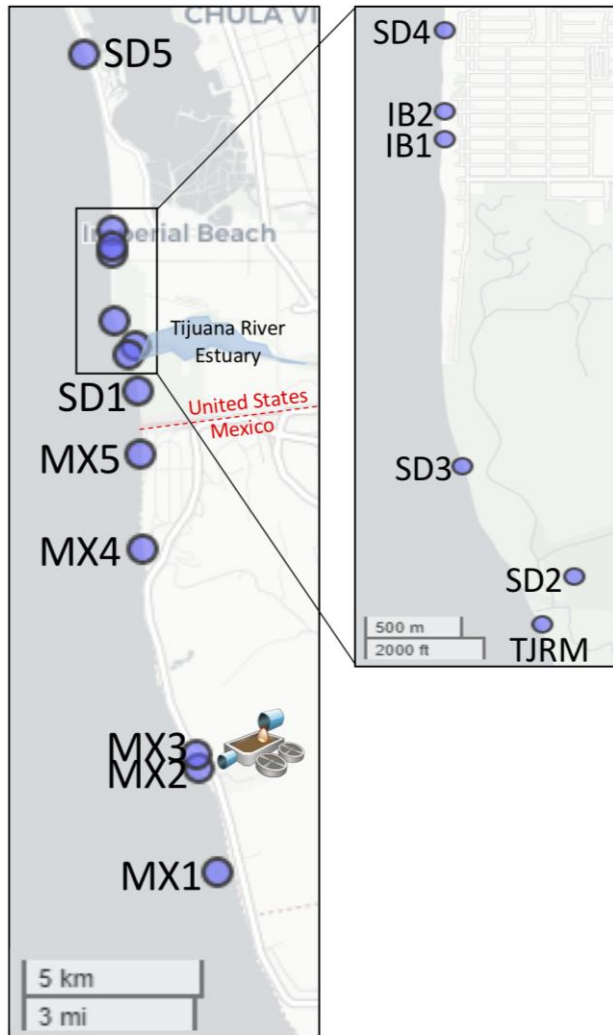 CHULA VI
SD5
Imperial Beach
Tijuana River
Estuary
SD1
United States
Mexico
MX5
MX4
MX3
MX2
MX1
5 km
3 mi
SD4
IB2
IB1
SD3
SD2
TJRM
500 m
2000 ft